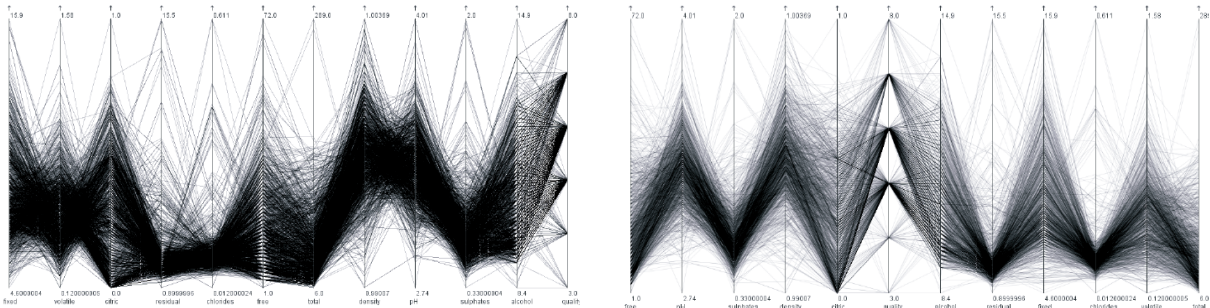 15.9 1.58 1.0 15.5 0.611 72.0 289.0 1.00369 4.01 2.0 14.9 8.0
4.6000004 0.120000005 0.0 0.8999996 0.012000024 1.0 6.0 0.99007 2.74 0.33000004 8.4 3.0
fixed volatile citric residual chlorides free total density pH sulphates alcohol quality
72.0 4.01 2.0 1.00369 1.0 8.0 14.9 15.5 15.9 0.611 1.58 289
1.0 2.74 0.33000004 0.99007 0.0 3.0 8.4 0.8999996 4.6000004 0.012000024 0.120000005 6.0
free pH sulphates density citric quality alcohol residual fixed chlorides volatile total